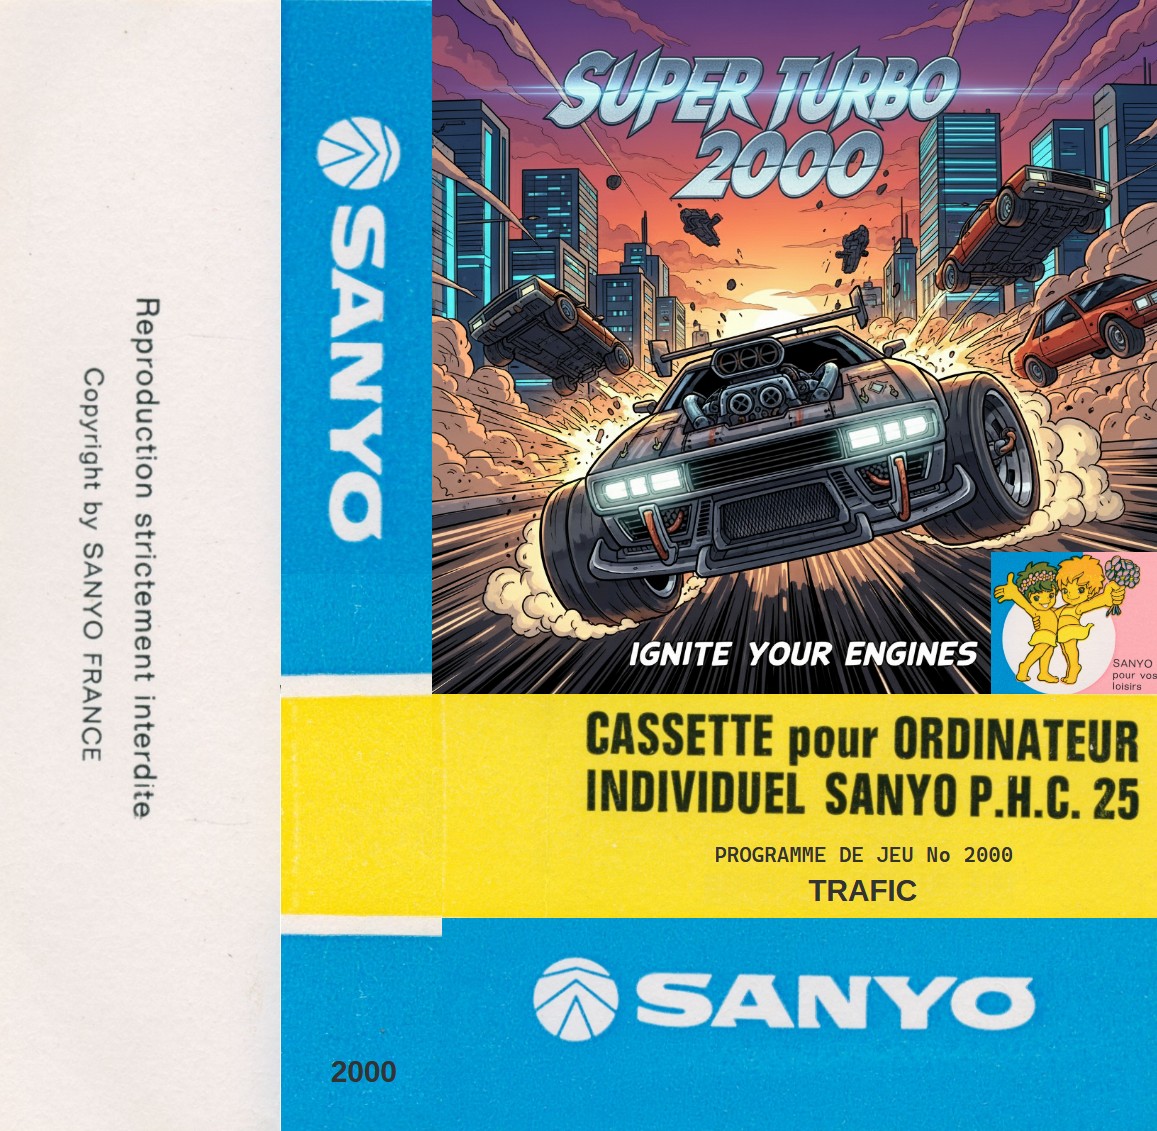 Reproduction strictement interdite
Copyright by SANYO FRANCE
SANYO
SUPER TURBO
2000
IGNITE YOUR ENGINES
SANYO
pour vos
loisirs
CASSETTE pour ORDINATEUR
INDIVIDUEL SANYO P.H.C. 25
PROGRAMME DE JEU No 2000
TRAFIC
SANYO
2000